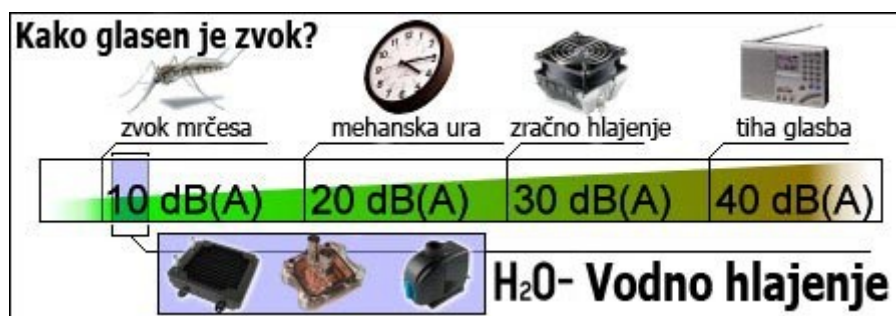 Kako glasen je zvok?
zvok mrčesa
mehanska ura
zračno hlajenje
tiha glasba
10 dB(A)
20 dB(A)
30 dB(A)
40 dB(A)
H₂O- Vodno hlajenje